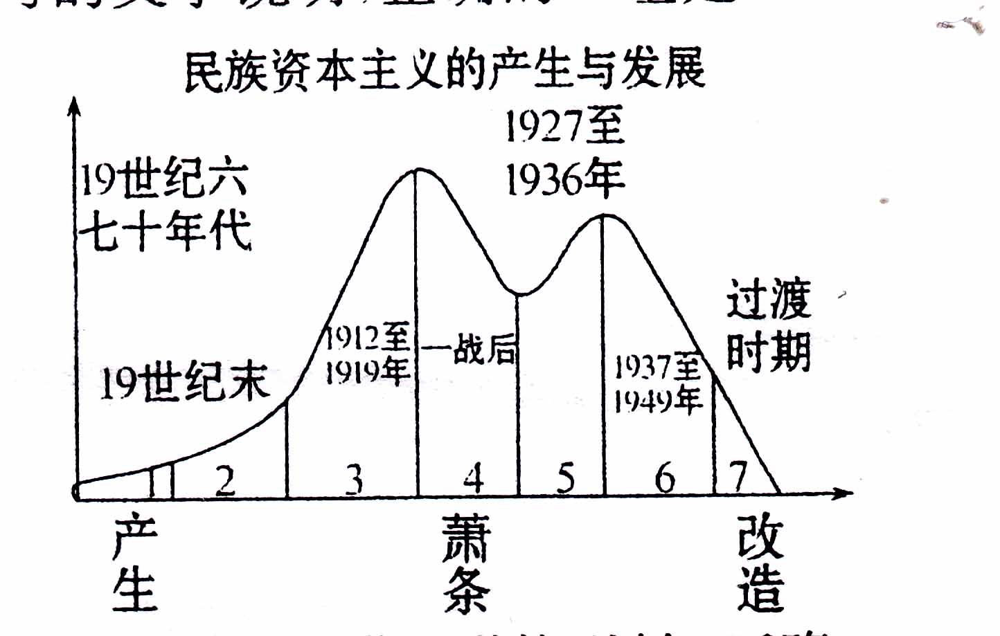 民族资本主义的产生与发展
1927至
1936年
19世纪六
七十年代
过渡
时期
1912至
1919年
一战后
1937至
1949年
19世纪末
1 2 3 4 5 6 7
产生
萧条
改造